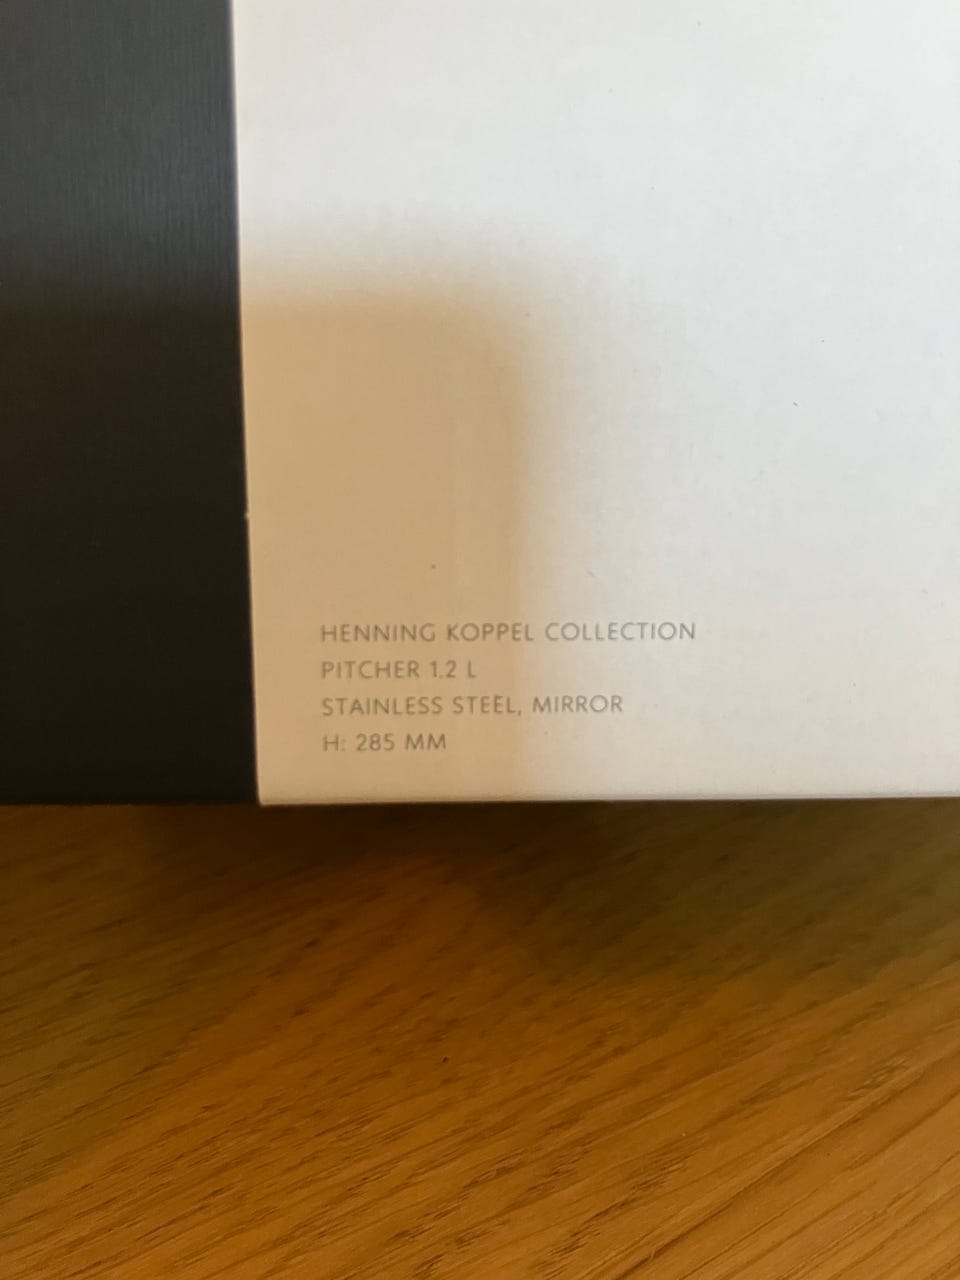 HENNING KOPPEL COLLECTION
PITCHER 1.2 L
STAINLESS STEEL, MIRROR
H: 285 MM